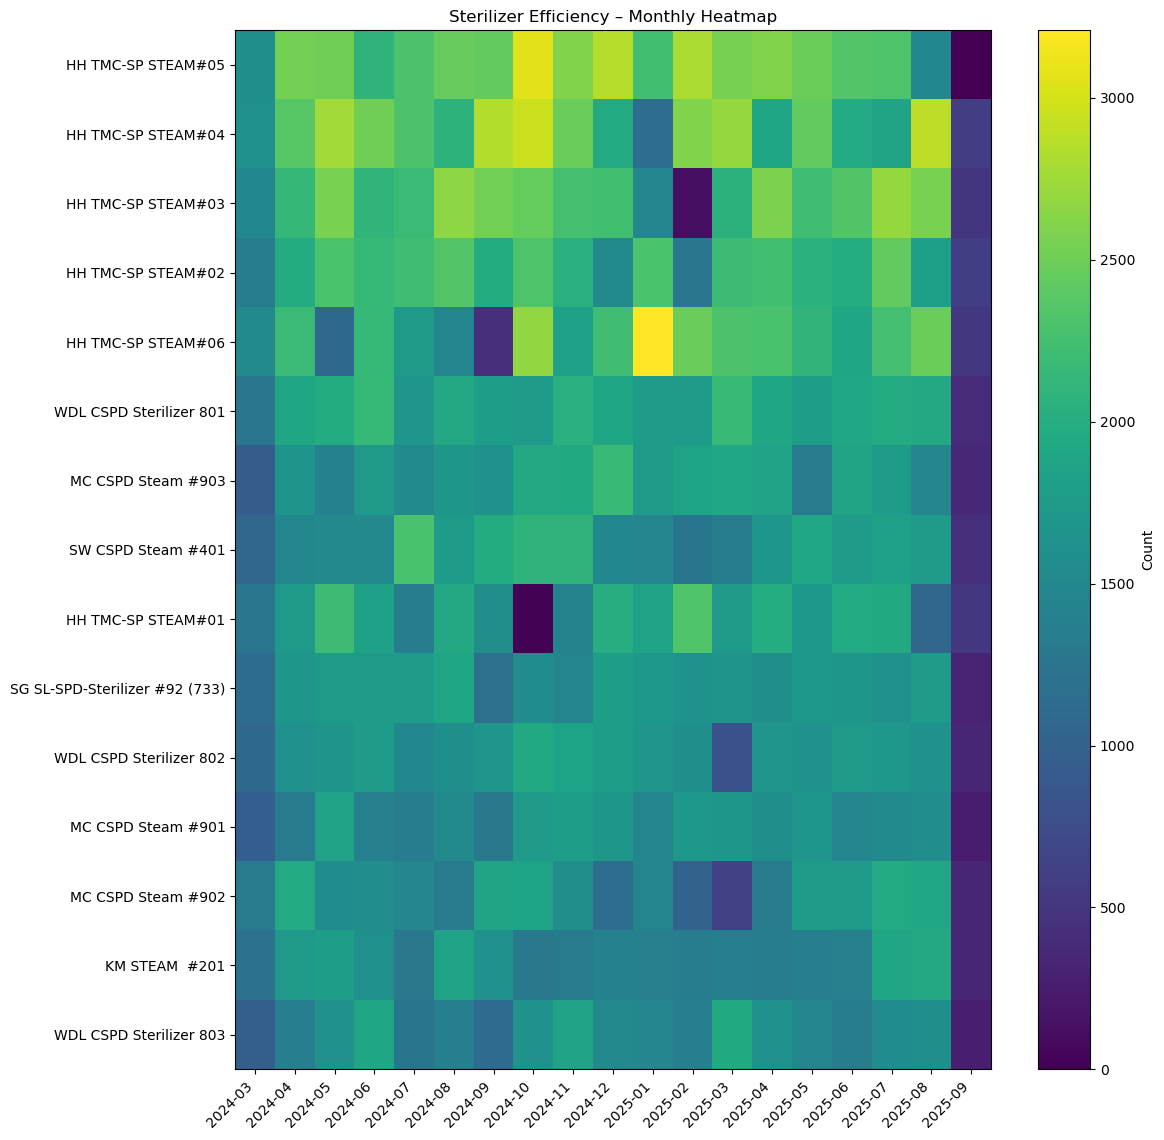 Sterilizer Efficiency – Monthly Heatmap
HH TMC-SP STEAM#05
HH TMC-SP STEAM#04
HH TMC-SP STEAM#03
HH TMC-SP STEAM#02
HH TMC-SP STEAM#06
WDL CSPD Sterilizer 801
MC CSPD Steam #903
SW CSPD Steam #401
HH TMC-SP STEAM#01
SG SL-SPD-Sterilizer #92 (733)
WDL CSPD Sterilizer 802
MC CSPD Steam #901
MC CSPD Steam #902
KM STEAM  #201
WDL CSPD Sterilizer 803
2024-03
2024-04
2024-05
2024-06
2024-07
2024-08
2024-09
2024-10
2024-11
2024-12
2025-01
2025-02
2025-03
2025-04
2025-05
2025-06
2025-07
2025-08
2025-09
3000
2500
2000
1500
1000
500
0
Count